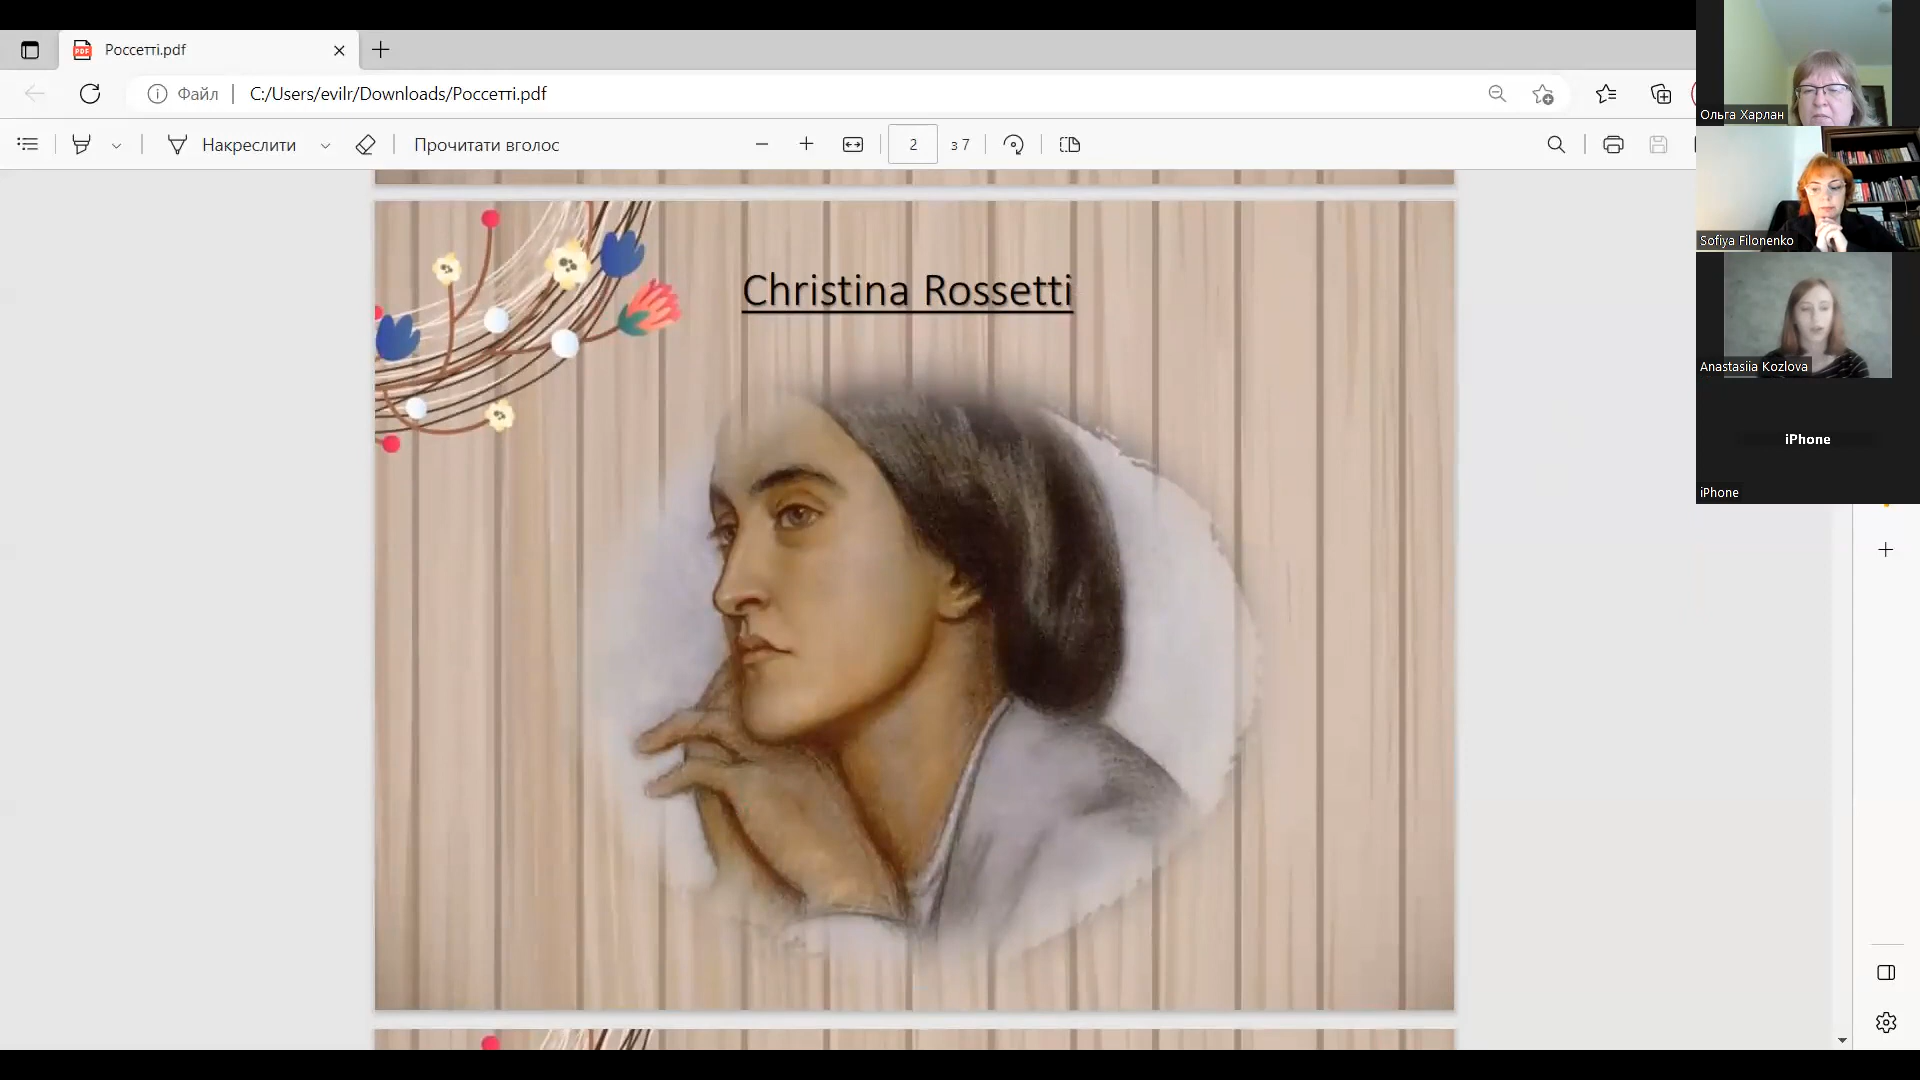 Россетті.pdf
Файл
C:/Users/evilr/Downloads/Россетті.pdf
Накреслити
Прочитати вголос
2
з 7
Christina Rossetti
Ольга Харлан
Sofiya Filonenko
Anastasiia Kozlova
iPhone
iPhone